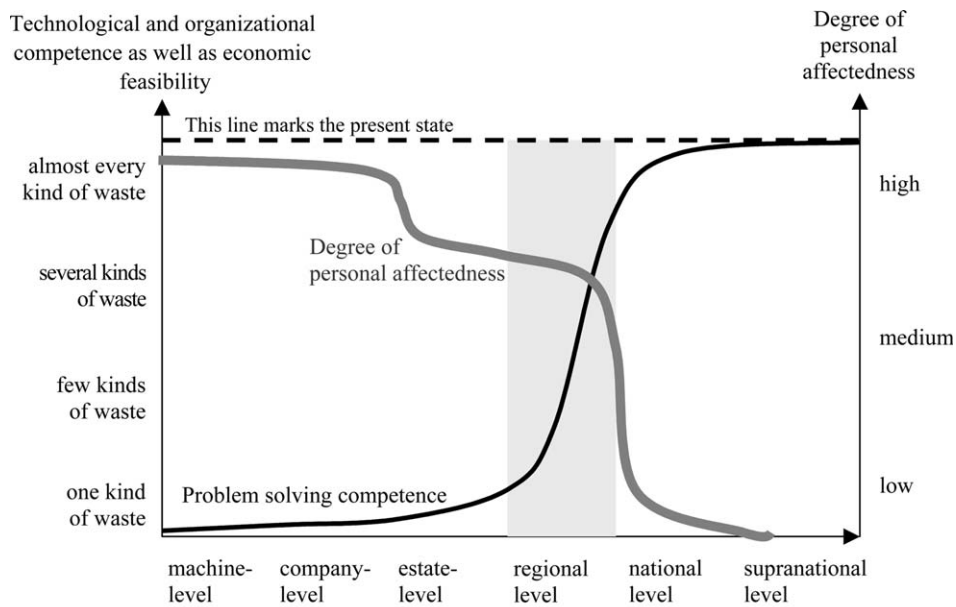 Technological and organizational
competence as well as economic
feasibility
Degree of
personal
affectedness
This line marks the present state
almost every
kind of waste
high
Degree of
personal affectedness
several kinds
of waste
medium
few kinds
of waste
one kind
of waste
Problem solving competence
low
machine-
level
company-
level
estate-
level
regional
level
national
level
supranational
level